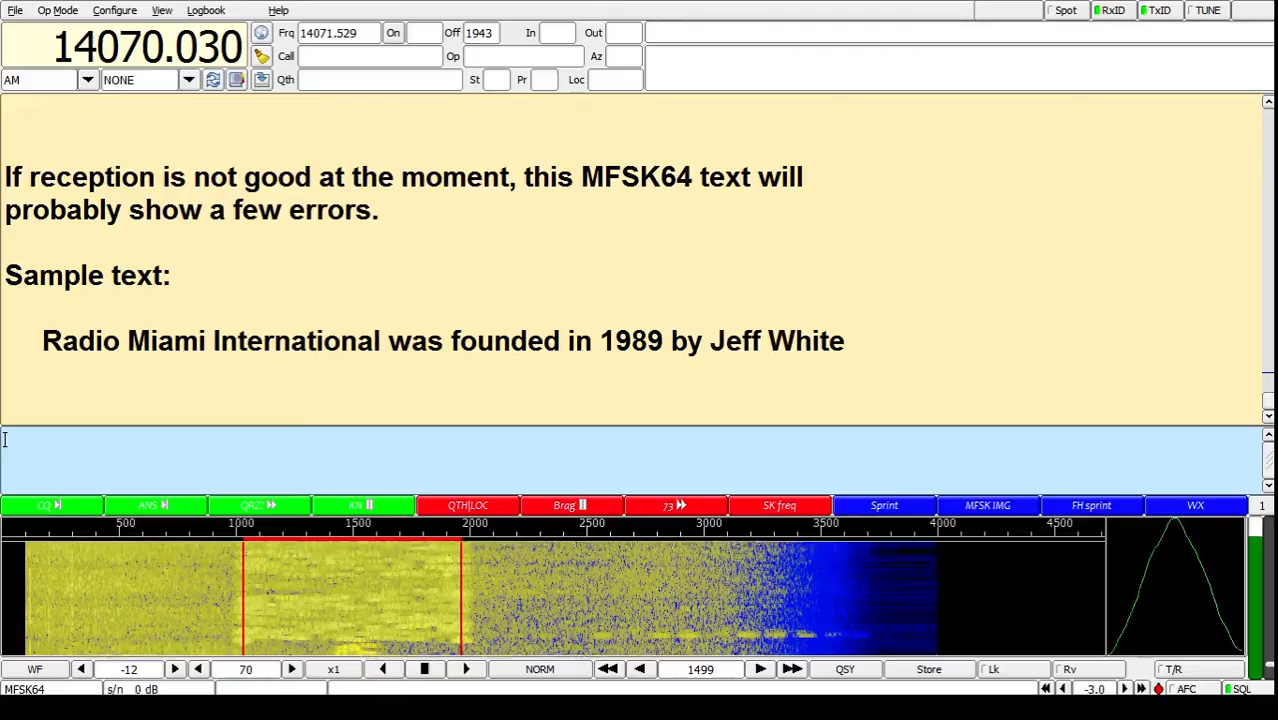 File Op Mode Configure View Logbook Help Spot RxID TxID TUNE
14070.030 Frq 14071.529 On Off 1943 In Out
Call Op Az
AM NONE Qth St Pr Loc
If reception is not good at the moment, this MFSK64 text will
probably show a few errors.
Sample text:
Radio Miami International was founded in 1989 by Jeff White
CQ ANS QRZ? KN QTH|LOC Brag 73 SK freq Sprint MFSK IMG FH sprint WX 1
500 1000 1500 2000 2500 3000 3500 4000 4500
WF -12 70 x1 NORM 1499 QSY Store Lk Rv T/R
MFSK64 s/n 0 dB -3.0 AFC SQL